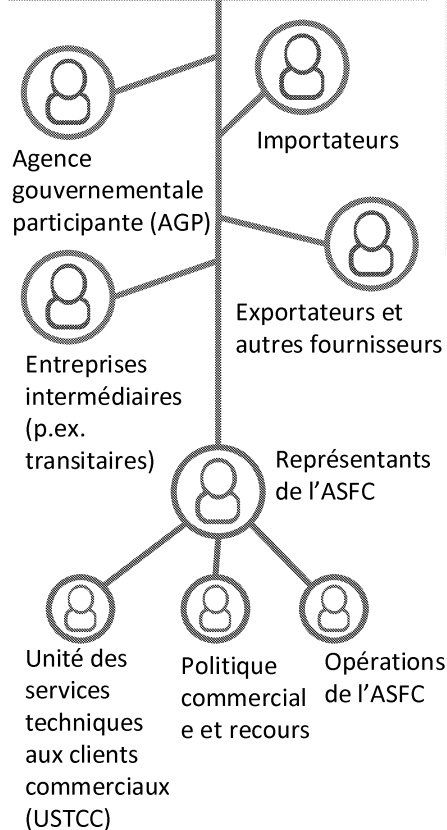 Agence
gouvernementale
participante (AGP)
Importateurs
Exportateurs et
autres fournisseurs
Entreprises
intermédiaires
(p.ex.
transitaires)
Représentants
de l’ASFC
Unité des
services
techniques
aux clients
commerciaux
(USTCC)
Politique
commercial
e et recours
Opérations
de l’ASFC